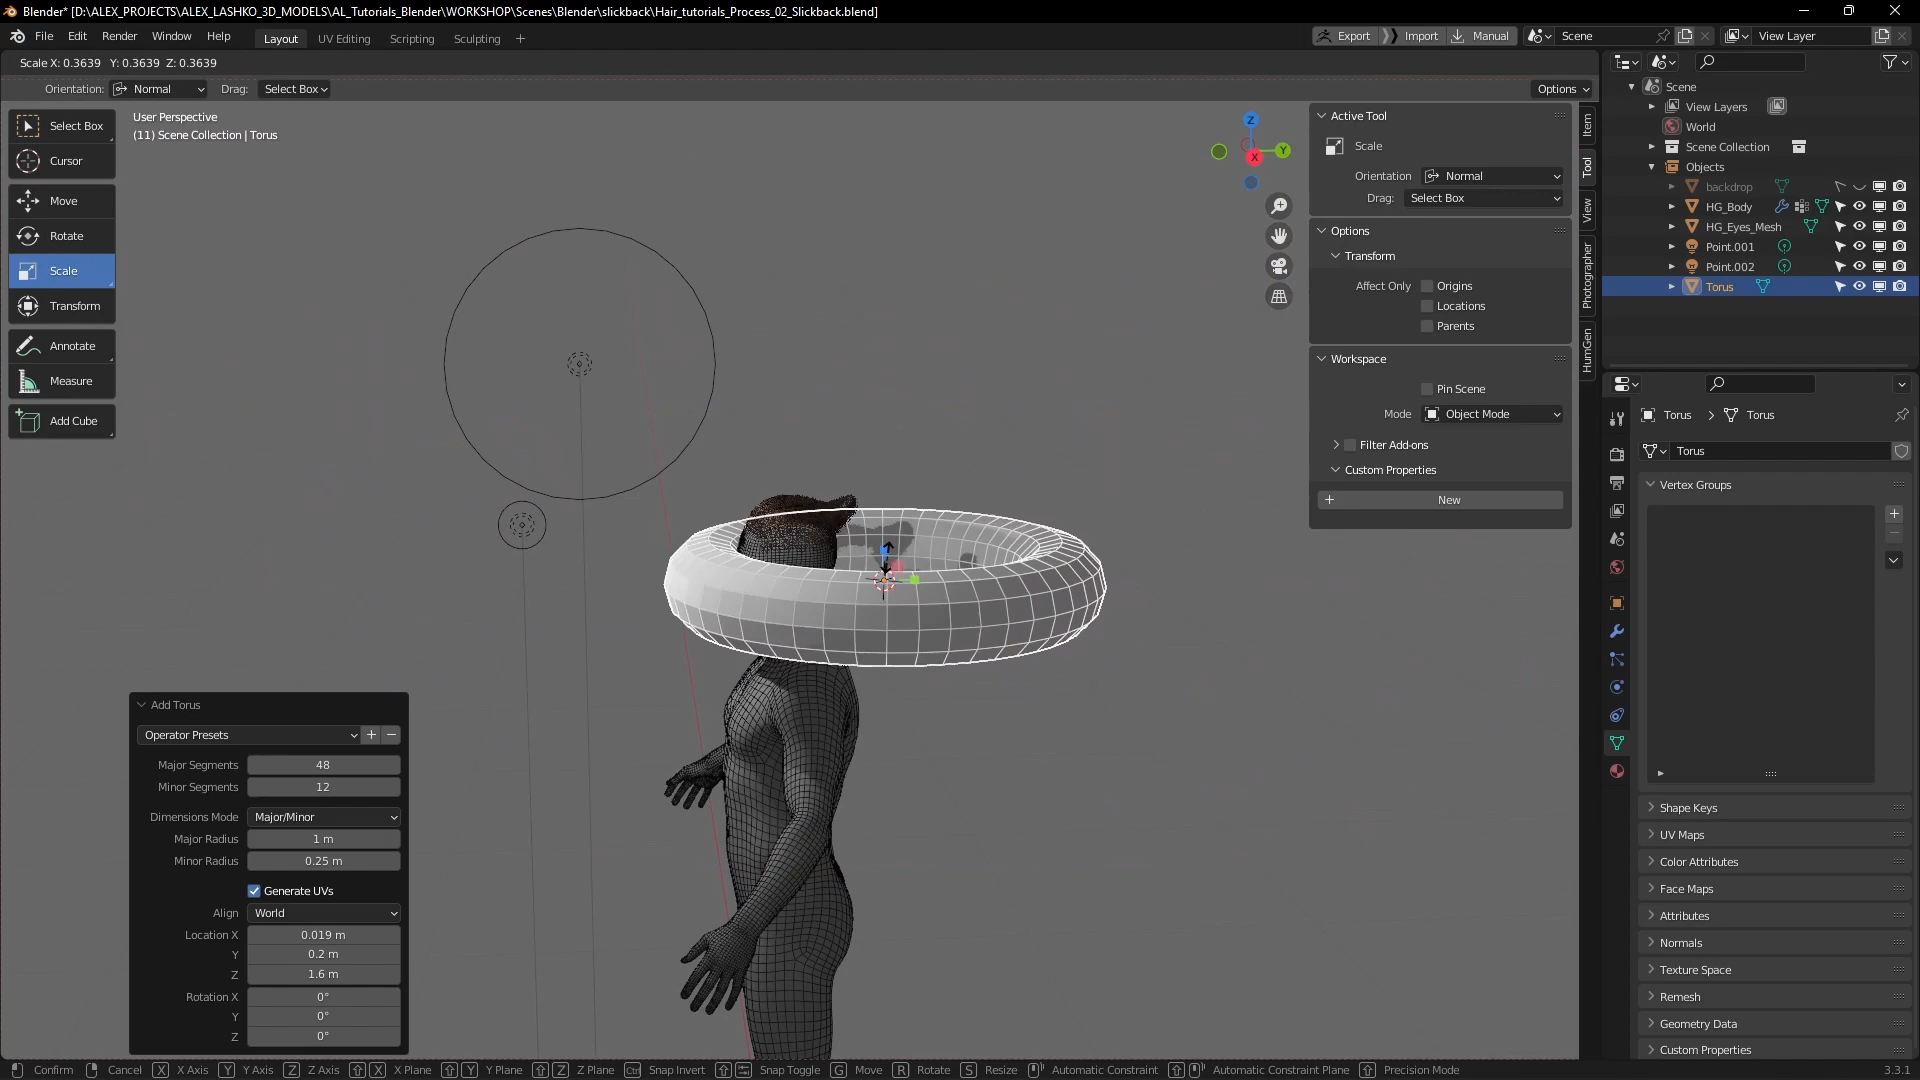 Blender* [D:\ALEX_PROJECTS\ALEX_LASHKO_3D_MODELS\AL_Tutorials_Blender\WORKSHOP\Scenes\Blender\slickback\Hair_tutorials_Process_02_Slickback.blend]
File Edit Render Window Help Layout UV Editing Scripting Sculpting + Export Import Manual Scene View Layer
Scale X: 0.3639 Y: 0.3639 Z: 0.3639
Orientation: Normal Drag: Select Box Options
User Perspective
(11) Scene Collection | Torus
Select Box
Cursor
Move
Rotate
Scale
Transform
Annotate
Measure
Add Cube
Z
Y
X
Active Tool
Scale
Orientation Normal
Drag: Select Box
Options
Transform
Affect Only Origins
Locations
Parents
Workspace
Pin Scene
Mode Object Mode
Filter Add-ons
Custom Properties
+ New
Item
Tool
View
Photographer
HumGen
Scene
View Layers
World
Scene Collection
Objects
backdrop
HG_Body
HG_Eyes_Mesh
Point.001
Point.002
Torus
Torus > Torus
Torus
Vertex Groups
Shape Keys
UV Maps
Color Attributes
Face Maps
Attributes
Normals
Texture Space
Remesh
Geometry Data
Custom Properties
Add Torus
Operator Presets + −
Major Segments 48
Minor Segments 12
Dimensions Mode Major/Minor
Major Radius 1 m
Minor Radius 0.25 m
Generate UVs
Align World
Location X 0.019 m
Y 0.2 m
Z 1.6 m
Rotation X 0°
Y 0°
Z 0°
Confirm Cancel X X Axis Y Y Axis Z Z Axis X X Plane Y Y Plane Z Z Plane Ctrl Snap Invert Snap Toggle G Move R Rotate S Resize Automatic Constraint Automatic Constraint Plane Precision Mode 3.3.1